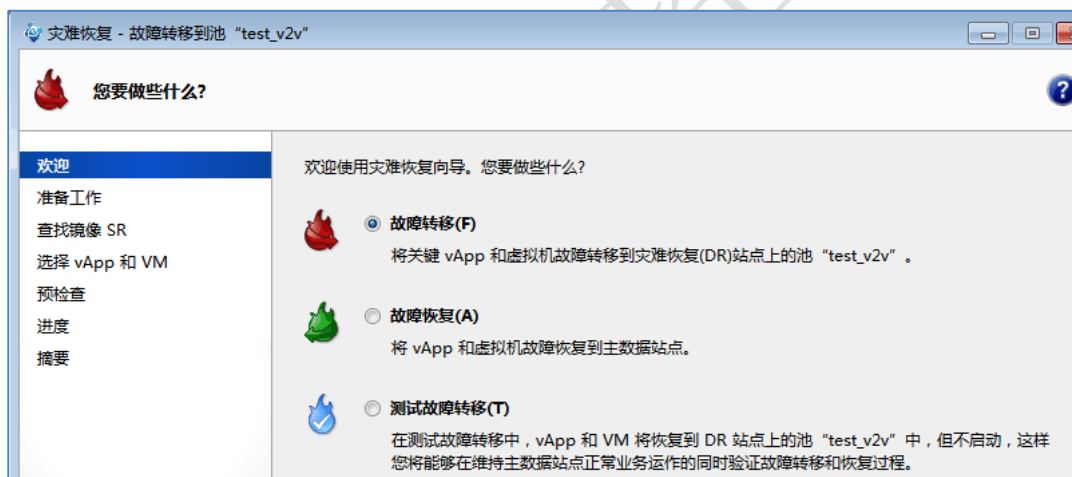 灾难恢复 - 故障转移到池“test_v2v”
您要做些什么?
欢迎
准备工作
查找镜像 SR
选择 vApp 和 VM
预检查
进度
摘要
欢迎使用灾难恢复向导。您要做些什么?
故障转移(F)
将关键 vApp 和虚拟机故障转移到灾难恢复(DR)站点上的池“test_v2v”。
故障恢复(A)
将 vApp 和虚拟机故障恢复到主数据站点。
测试故障转移(T)
在测试故障转移中，vApp 和 VM 将恢复到 DR 站点上的池“test_v2v”中，但不启动，这样
您将能够在维持主数据站点正常业务运作的同时验证故障转移和恢复过程。